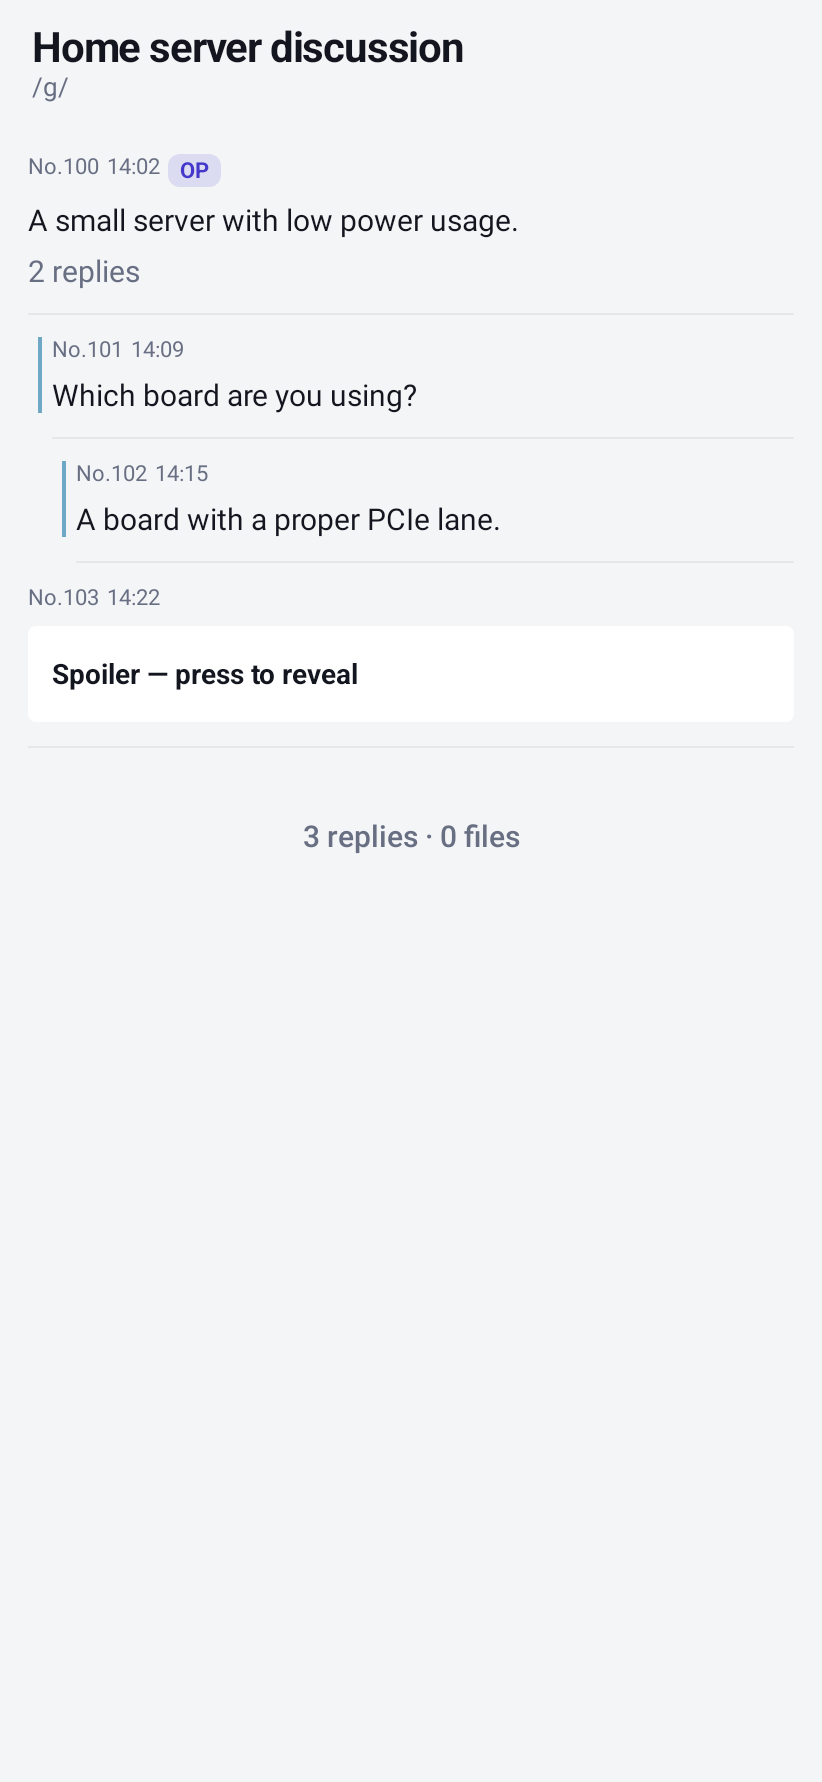 Home server discussion
/g/
No.100 14:02 OP
A small server with low power usage.
2 replies
No.101 14:09
Which board are you using?
No.102 14:15
A board with a proper PCIe lane.
No.103 14:22
Spoiler — press to reveal
3 replies · 0 files